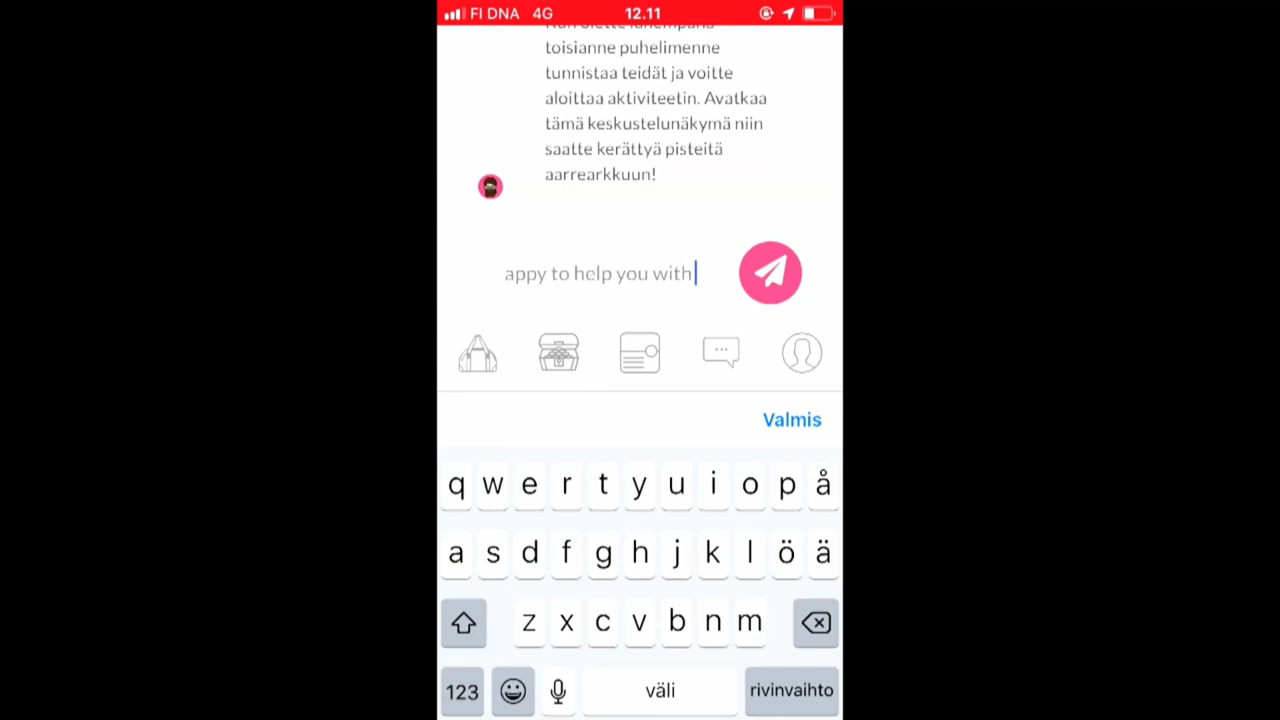 FI DNA 4G 12.11
toisianne puhelimenne
tunnistaa teidät ja voitte
aloittaa aktiviteetin. Avatkaa
tämä keskustelunäkymä niin
saatte kerättyä pisteitä
aarrearkkuun!
appy to help you with
Valmis
q w e r t y u i o p å
a s d f g h j k l ö ä
z x c v b n m
123 väli rivinvaihto